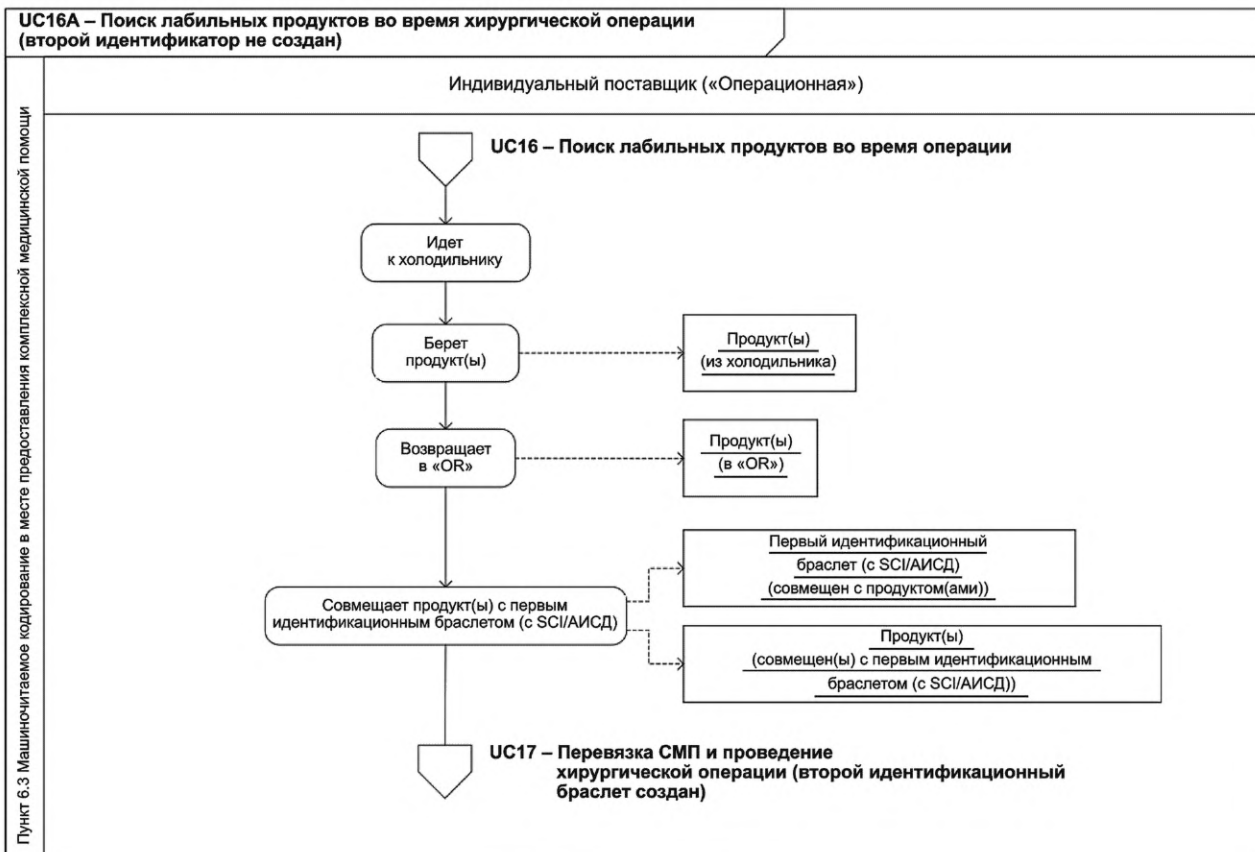 UC16A – Поиск лабильных продуктов во время хирургической операции
(второй идентификатор не создан)
Пункт 6.3 Машиночитаемое кодирование в месте предоставления комплексной медицинской помощи
Индивидуальный поставщик («Операционная»)
UC16 – Поиск лабильных продуктов во время операции
Идет
к холодильнику
Берет
продукт(ы)
Продукт(ы)
(из холодильника)
Возвращает
в «OR»
Продукт(ы)
(в «OR»)
Совмещает продукт(ы) с первым
идентификационным браслетом (с SCI/АИСД)
Первый идентификационный
браслет (с SCI/АИСД)
(совмещен с продуктом(ами))
Продукт(ы)
(совмещен(ы) с первым идентификационным
браслетом (с SCI/АИСД))
UC17 – Перевязка СМП и проведение
хирургической операции (второй идентификационный
браслет создан)